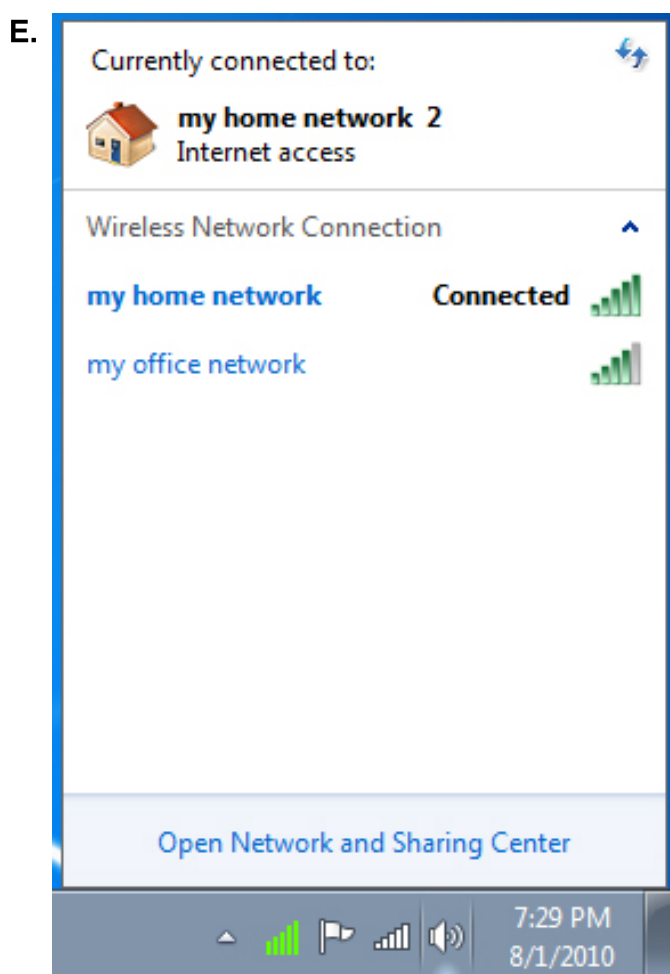 E.
Currently connected to:
my home network 2
Internet access
Wireless Network Connection
my home network Connected
my office network
Open Network and Sharing Center
7:29 PM
8/1/2010